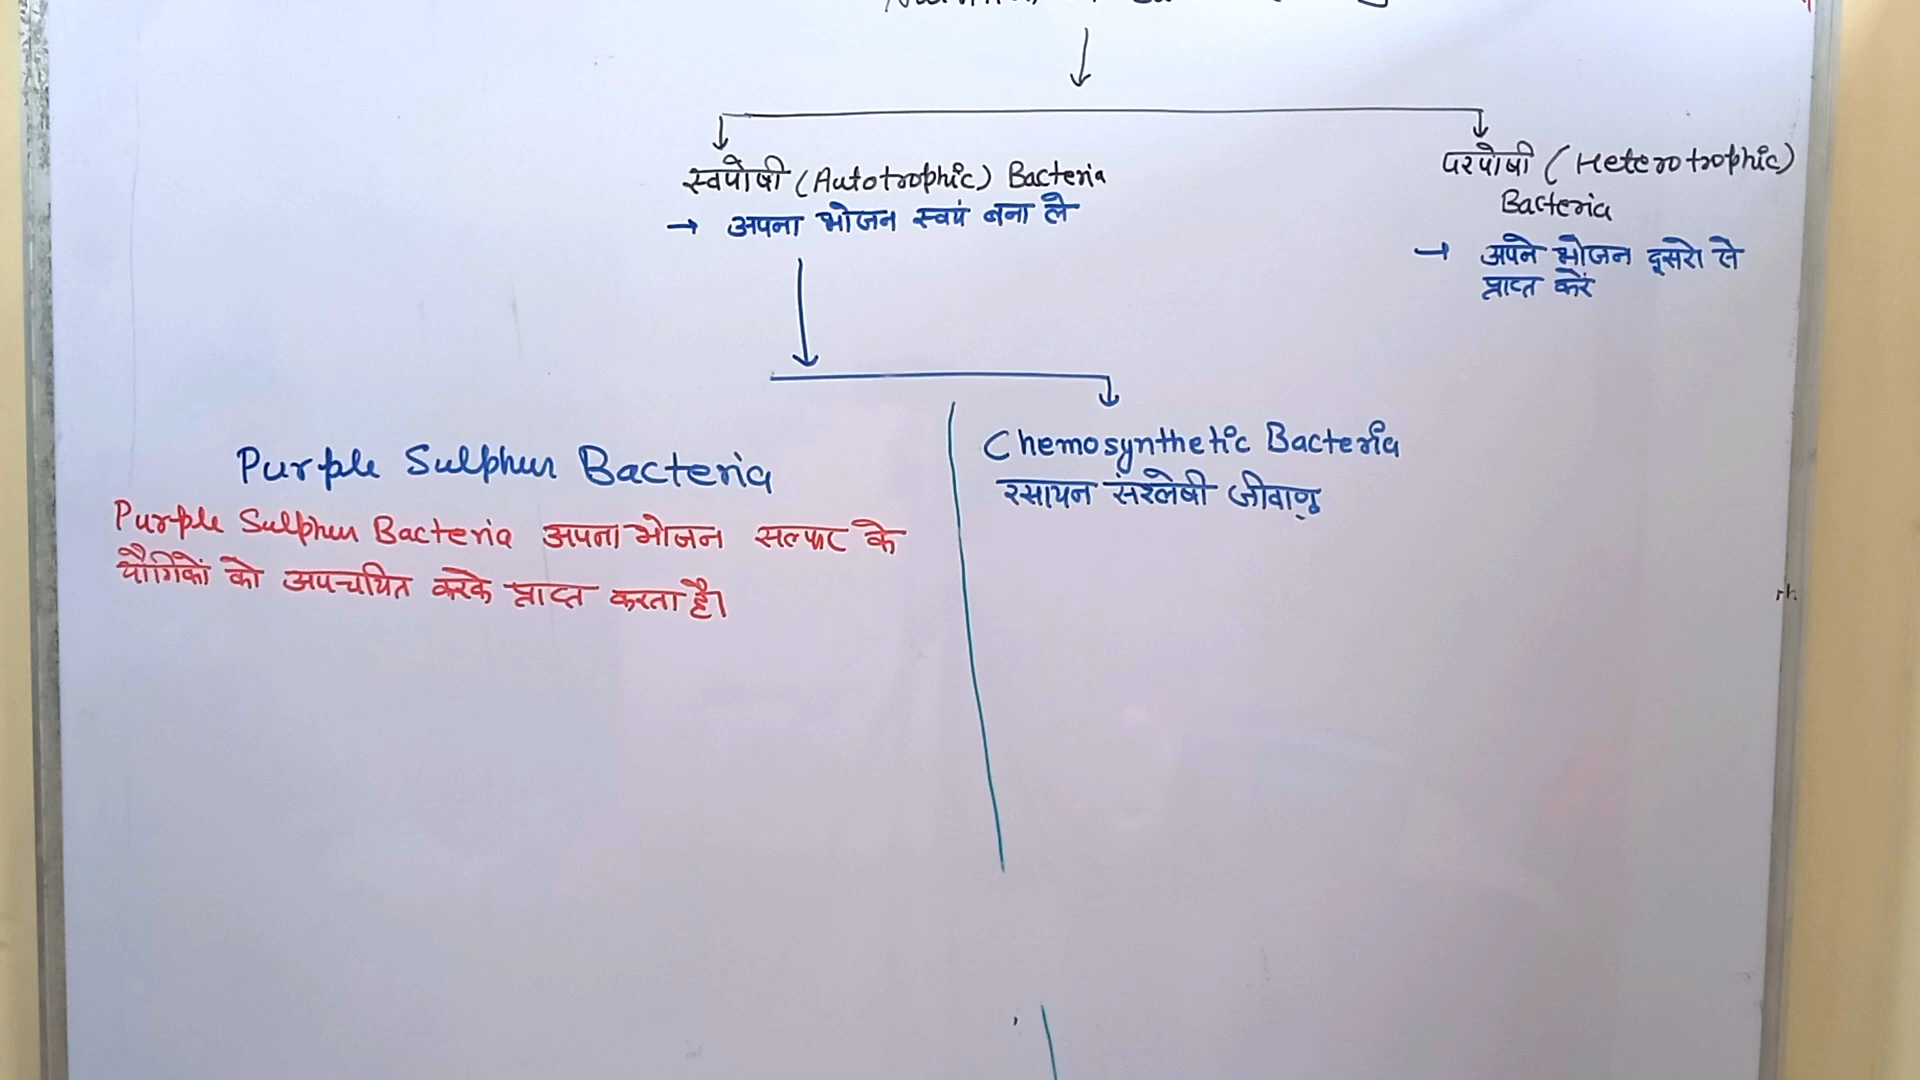 स्वपोषी (Autotrophic) Bacteria
→ अपना भोजन स्वयं बना ले
परपोषी (Heterotrophic)
Bacteria
→ अपने भोजन दूसरो से
प्राप्त करें
Purple Sulphur Bacteria
Purple Sulphur Bacteria अपना भोजन सल्फर के
यौगिकों को अपचयित करके प्राप्त करता है।
Chemosynthetic Bacteria
रसायन संश्लेषी जीवाणु